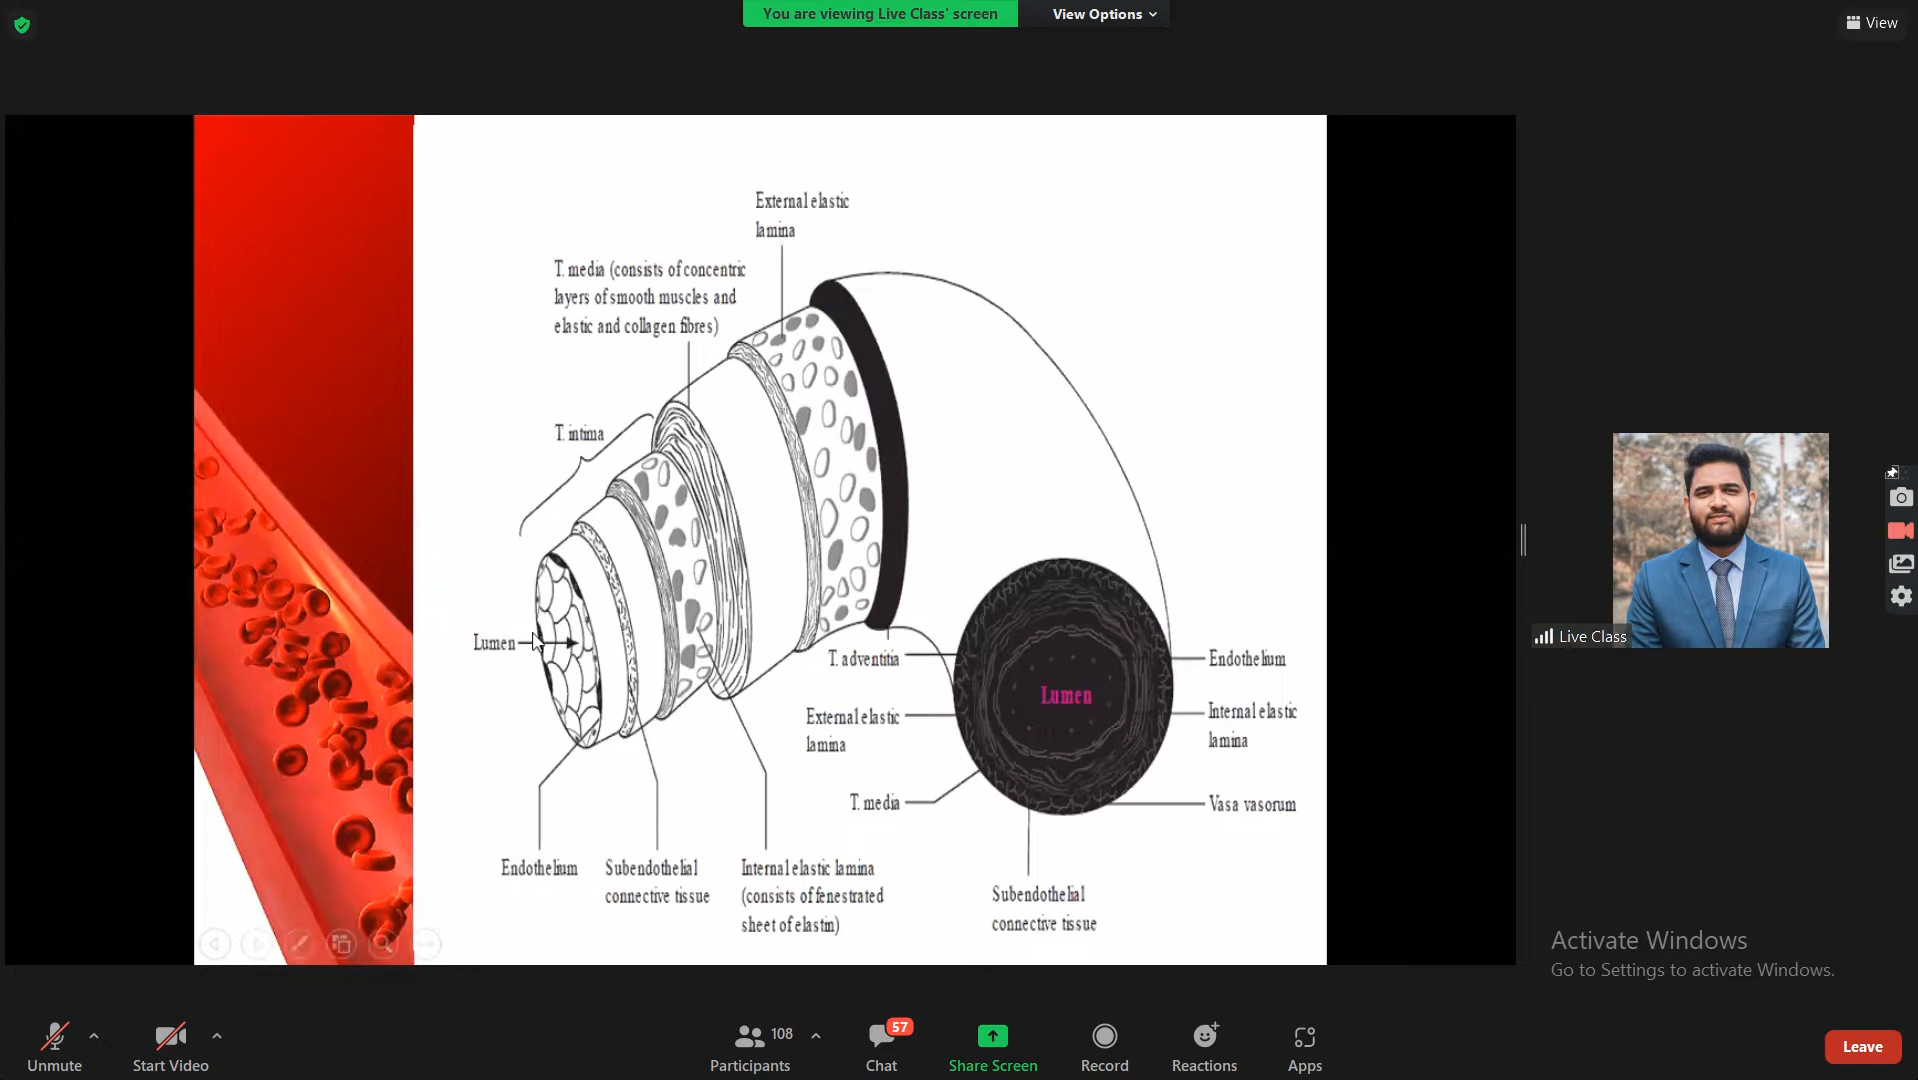 You are viewing Live Class' screen
View Options
View
External elastic
lamina
T. media (consists of concentric
layers of smooth muscles and
elastic and collagen fibres)
T. intima
Lumen
T. adventitia
External elastic
lamina
T. media
Lumen
Endothelium
Internal elastic
lamina
Vasa vasorum
Endothelium
Subendothelial
connective tissue
Internal elastic lamina
(consists of fenestrated
sheet of elastin)
Subendothelial
connective tissue
Live Class
Activate Windows
Go to Settings to activate Windows.
Unmute
Start Video
108
Participants
57
Chat
Share Screen
Record
Reactions
Apps
Leave